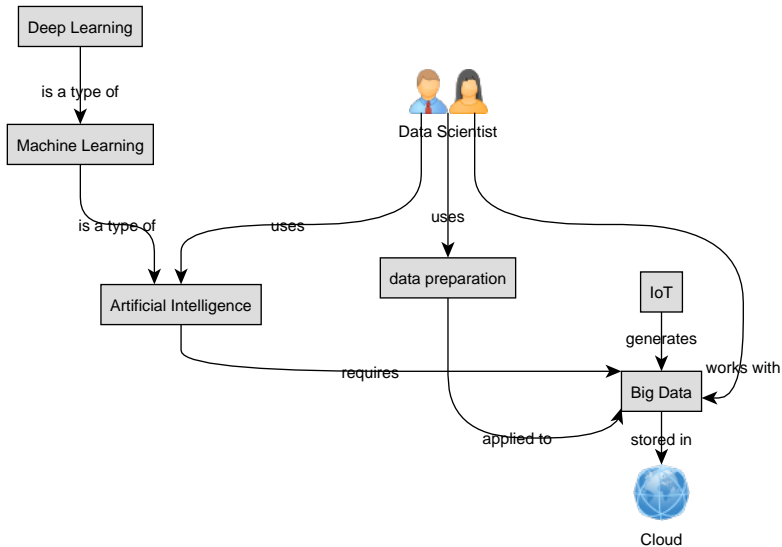 Deep Learning
is a type of
Machine Learning
Data Scientist
is a type of
uses
uses
data preparation
Artificial Intelligence
IoT
generates
requires
works with
Big Data
applied to
stored in
Cloud